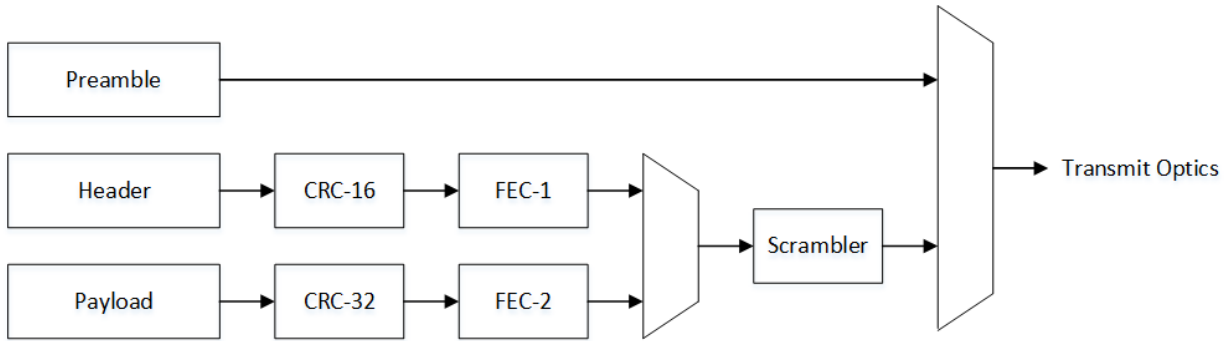 Preamble
Transmit Optics
Header
CRC-16
FEC-1
Scrambler
Payload
CRC-32
FEC-2